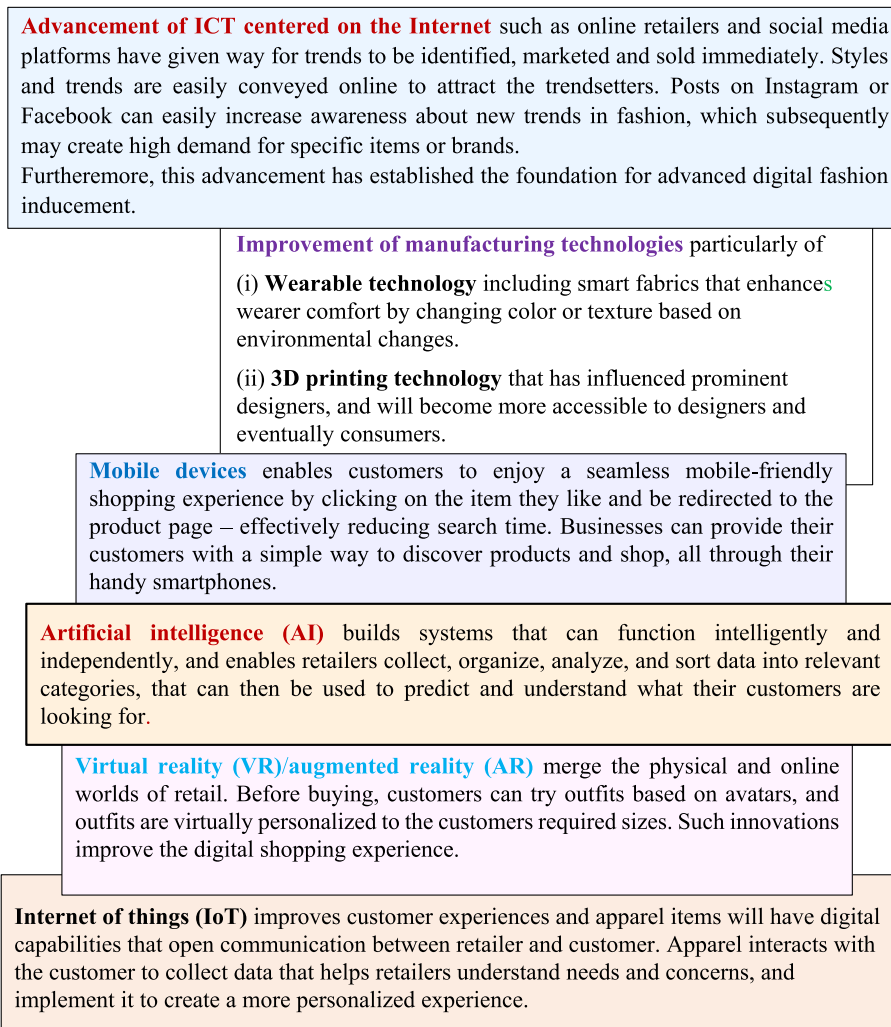 Advancement of ICT centered on the Internet such as online retailers and social media
platforms have given way for trends to be identified, marketed and sold immediately. Styles
and trends are easily conveyed online to attract the trendsetters. Posts on Instagram or
Facebook can easily increase awareness about new trends in fashion, which subsequently
may create high demand for specific items or brands.
Furtheremore, this advancement has established the foundation for advanced digital fashion
inducement.
Improvement of manufacturing technologies particularly of
(i) Wearable technology including smart fabrics that enhances
wearer comfort by changing color or texture based on
environmental changes.
(ii) 3D printing technology that has influenced prominent
designers, and will become more accessible to designers and
eventually consumers.
Mobile devices enables customers to enjoy a seamless mobile-friendly
shopping experience by clicking on the item they like and be redirected to the
product page – effectively reducing search time. Businesses can provide their
customers with a simple way to discover products and shop, all through their
handy smartphones.
Artificial intelligence (AI) builds systems that can function intelligently and
independently, and enables retailers collect, organize, analyze, and sort data into relevant
categories, that can then be used to predict and understand what their customers are
looking for.
Virtual reality (VR)/augmented reality (AR) merge the physical and online
worlds of retail. Before buying, customers can try outfits based on avatars, and
outfits are virtually personalized to the customers required sizes. Such innovations
improve the digital shopping experience.
Internet of things (IoT) improves customer experiences and apparel items will have digital
capabilities that open communication between retailer and customer. Apparel interacts with
the customer to collect data that helps retailers understand needs and concerns, and
implement it to create a more personalized experience.